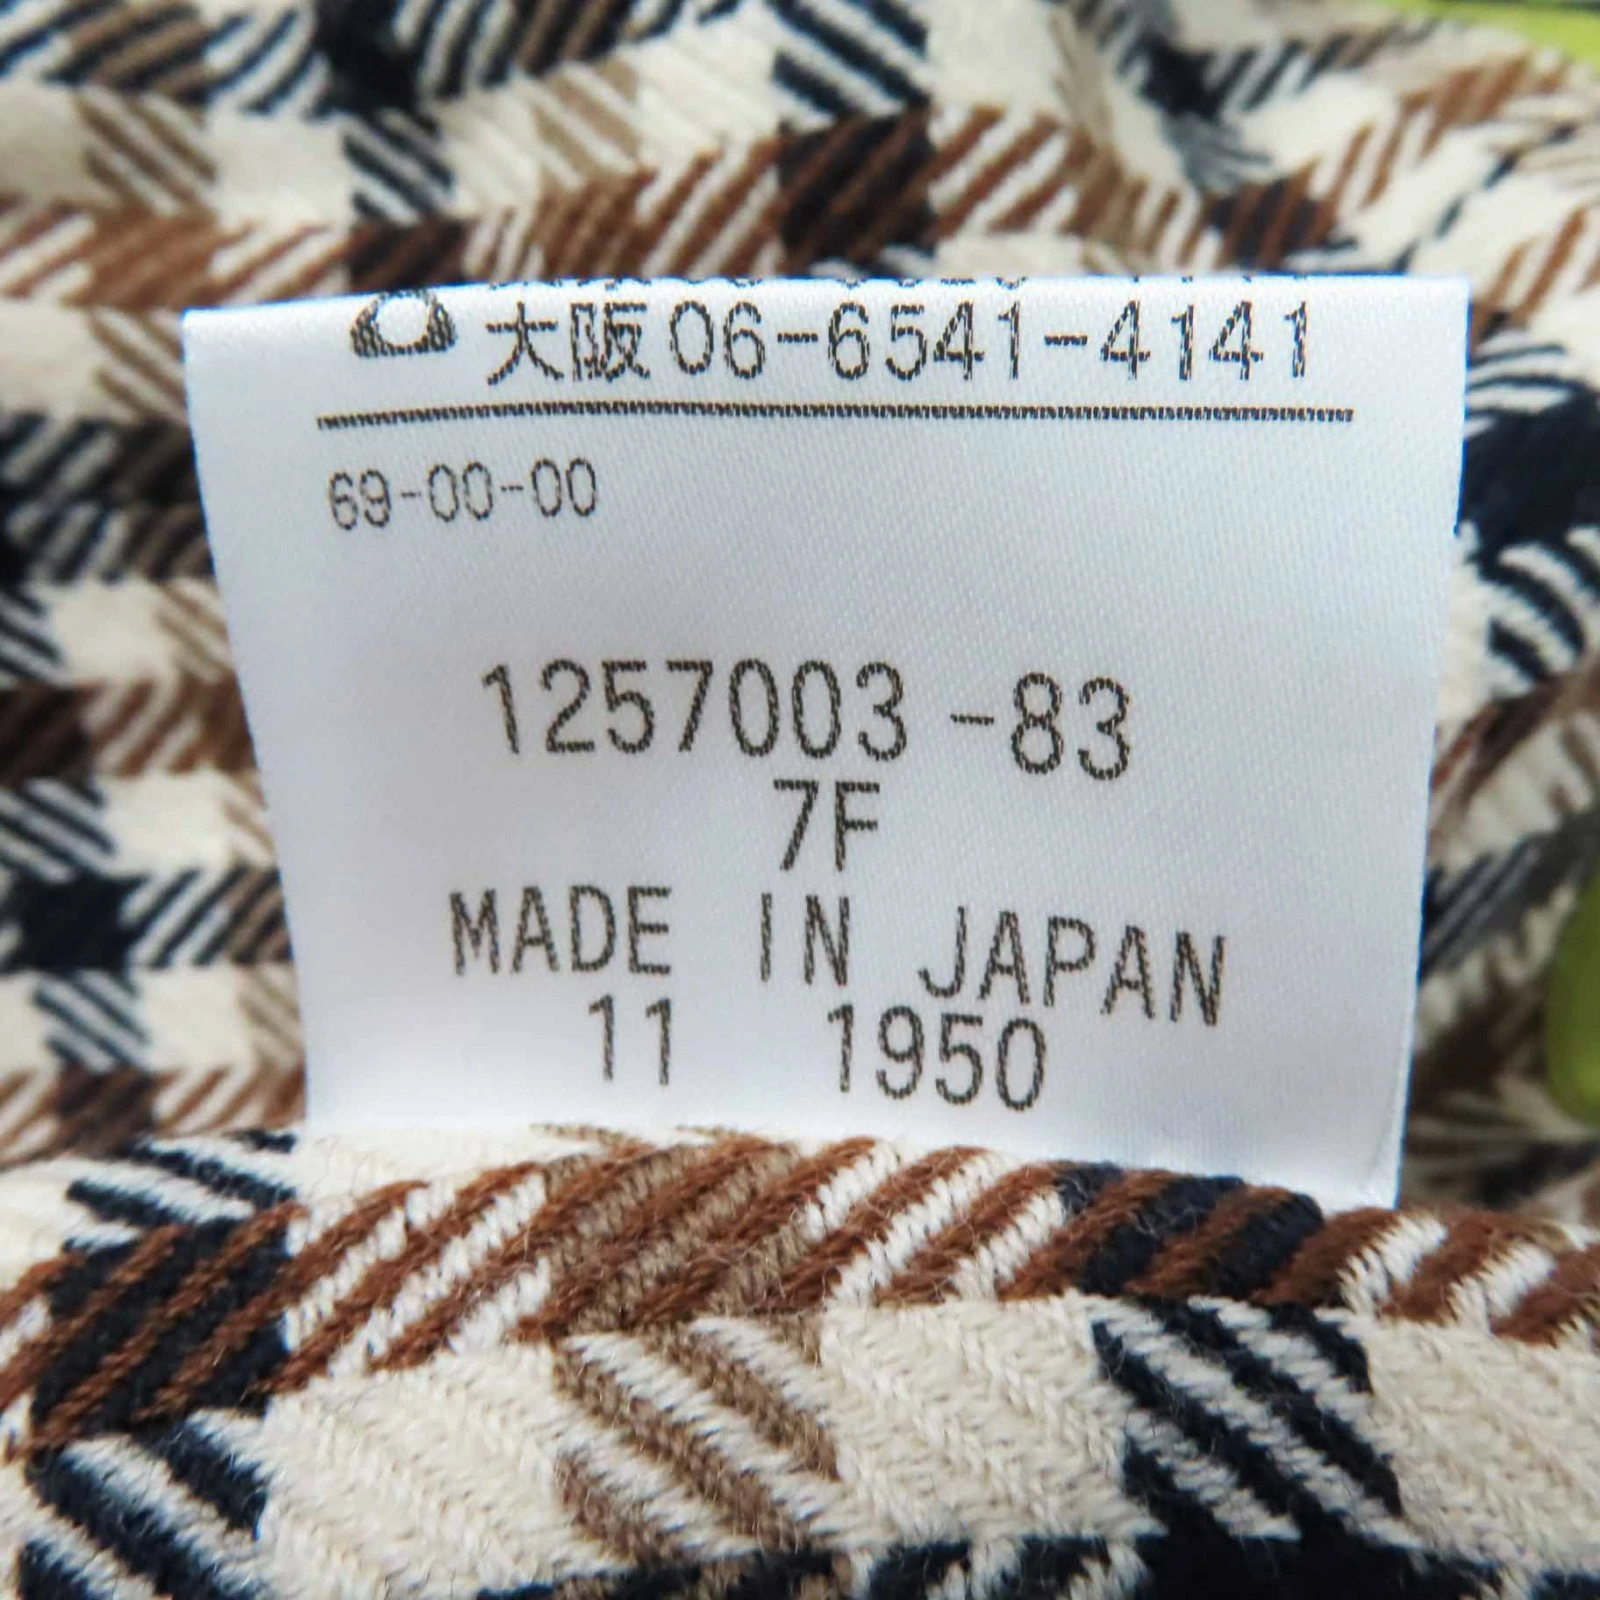 大阪06-6541-4141
69-00-00
1257003-83
7F
MADE IN JAPAN
11 1950